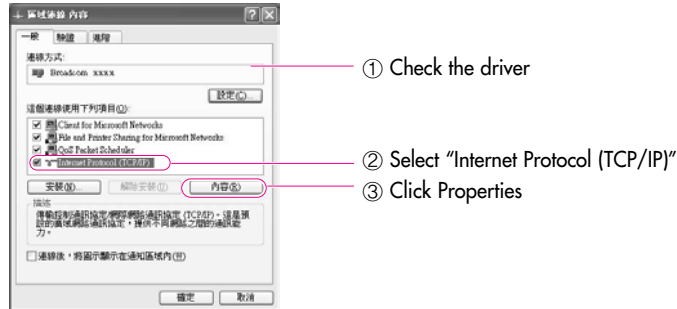 區域連線 內容
一般 驗證 進階
連線方式:
Broadcom xxxx
設定(C)...
這個連線使用下列項目(O):
Client for Microsoft Networks
File and Printer Sharing for Microsoft Networks
QoS Packet Scheduler
Internet Protocol (TCP/IP)
安裝(N)... 解除安裝(U) 內容(R)
描述
傳輸控制通訊協定/網際網路通訊協定 (TCP/IP)。這是預
設的廣域網路通訊協定,提供不同網路之間的通訊能
力。
連線後,將圖示顯示在通知區域內(W)
確定 取消
① Check the driver
② Select “Internet Protocol (TCP/IP)”
③ Click Properties